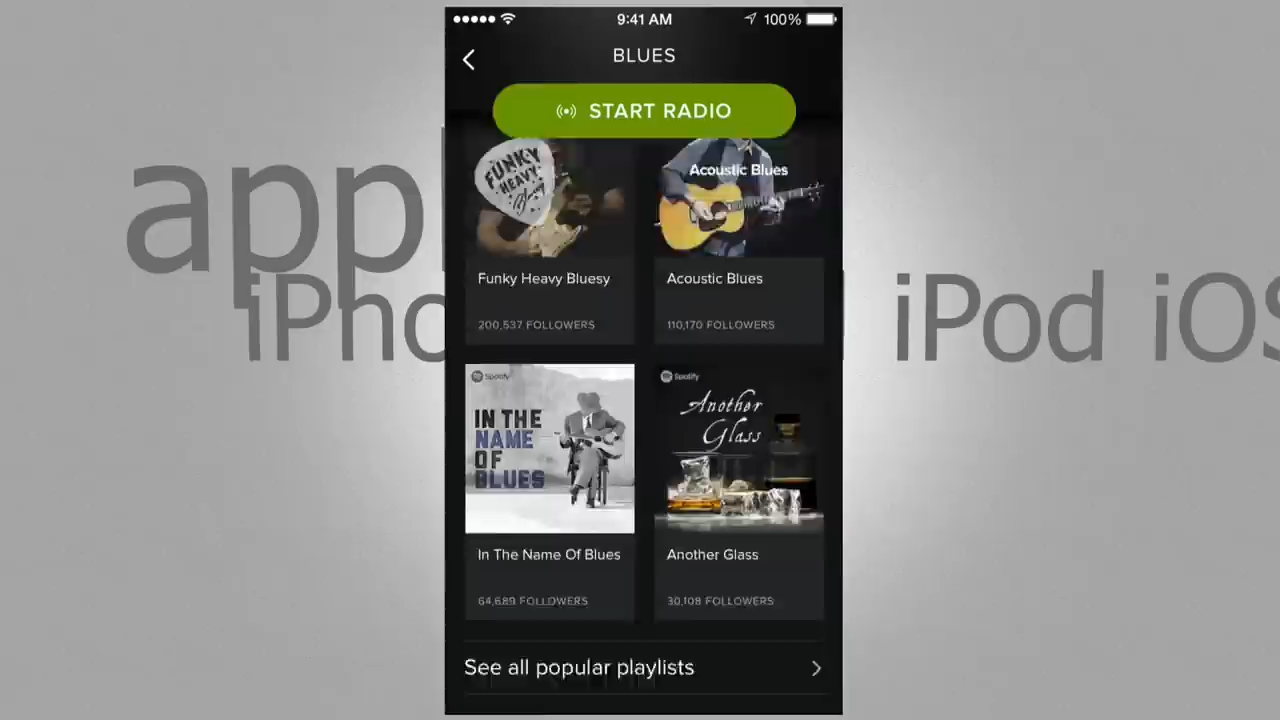 9:41 AM
100%
BLUES
START RADIO
FUNKY
HEAVY
Acoustic Blues
Funky Heavy Bluesy
Acoustic Blues
200,537 FOLLOWERS
110,170 FOLLOWERS
Spotify
IN THE
NAME
OF
BLUES
Spotify
Another
Glass
In The Name Of Blues
Another Glass
64,689 FOLLOWERS
30,108 FOLLOWERS
See all popular playlists
app
iPho
iPod iOS